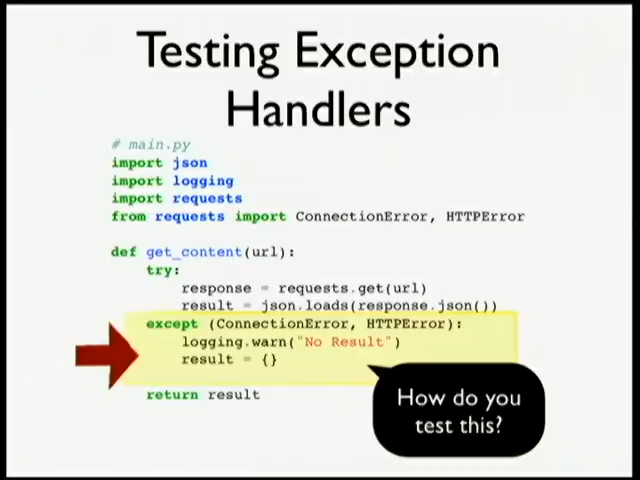 Testing Exception
Handlers
# main.py
import json
import logging
import requests
from requests import ConnectionError, HTTPError
def get_content(url):
try:
response = requests.get(url)
result = json.loads(response.json())
except (ConnectionError, HTTPError):
logging.warn("No Result")
result = {}
return result
How do you
test this?